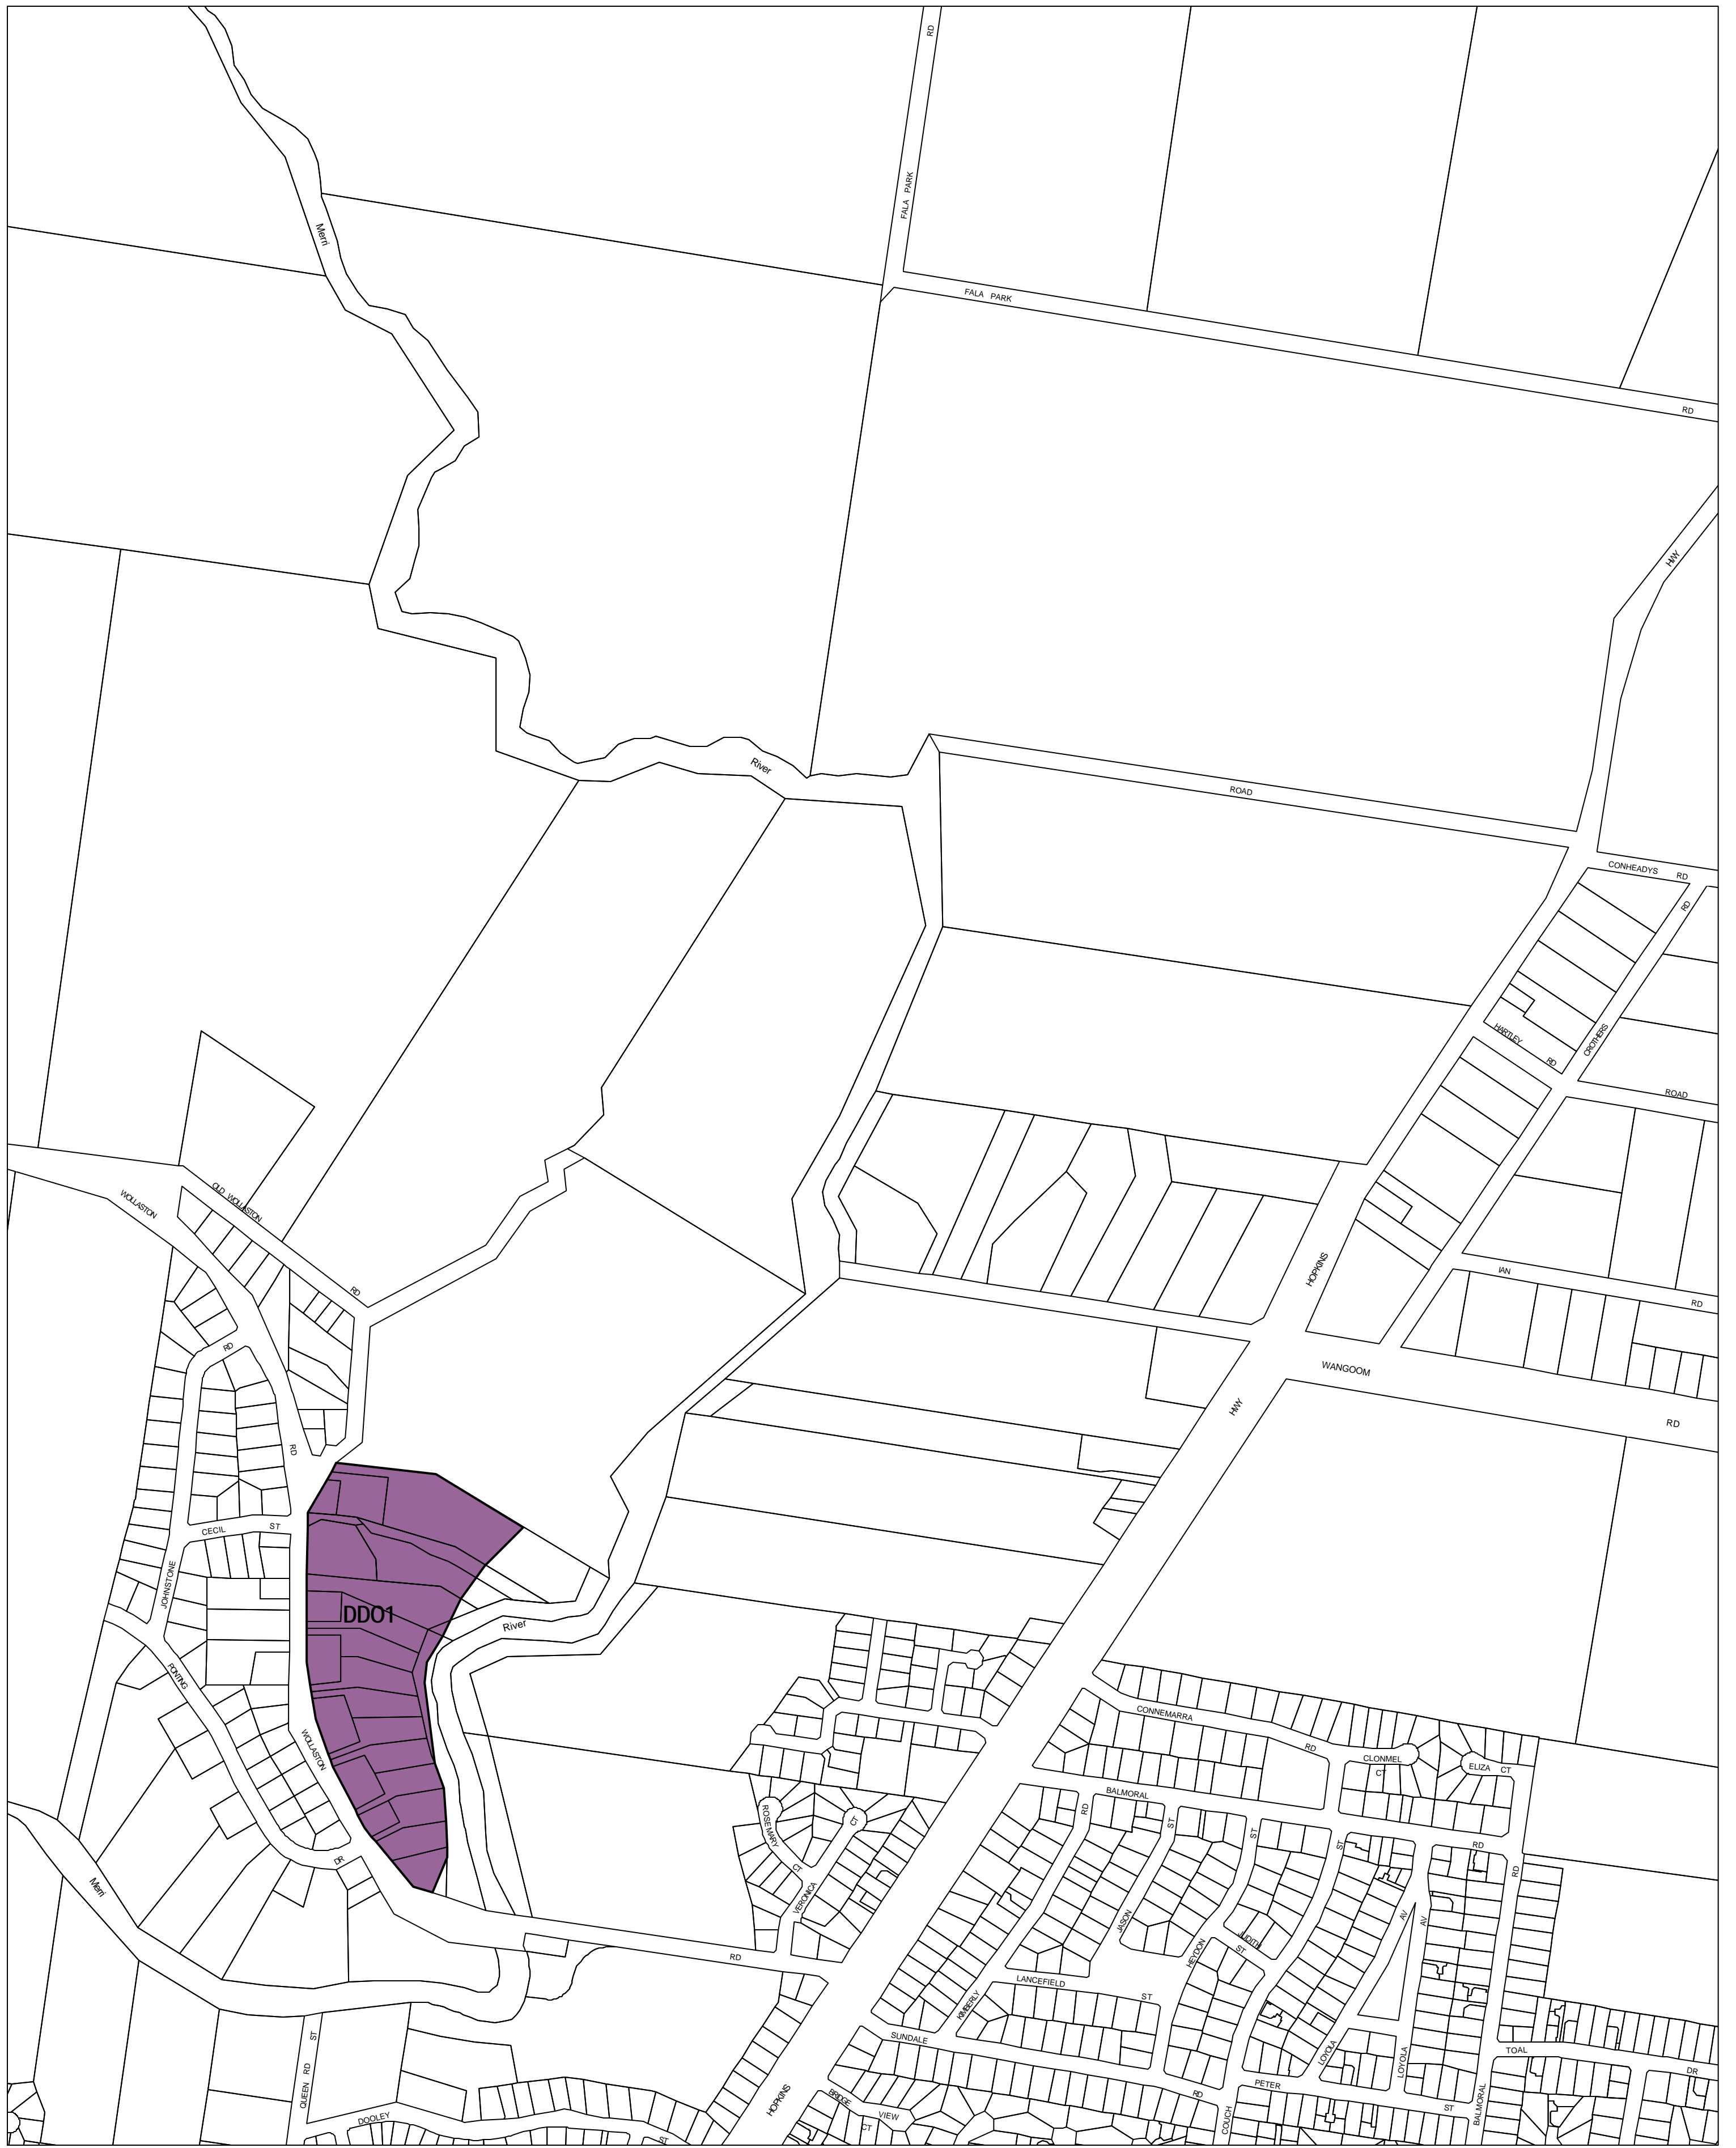 RD
FALA PARK
Merri
FALA PARK
RD
HWY
River
ROAD
CONHEADYS RD
RD
HARTLEY RD
CROTHERS
ROAD
OLD WOLLASTON
WOLLASTON
HOPKINS
IAN
RD
RD
RD
WANGOOM
HWY
RD
RD
CECIL ST
JOHNSTONE
DDO1
River
PONTING
WOLLASTON
CONNEMARRA
RD
CLONMEL
CT
ELIZA CT
BALMORAL
RD
ROSEMARY
CT
CT
ST
ST
ST
RD
RD
DR
Merri
VERONICA
JASON
AV
AV
JUDITH
ST
HEYDON
RD
LANCEFIELD
ST
KIMBERLY
SUNDALE
ST
LOYOLA
LOYOLA
TOAL
DR
QUEEN RD
PETER
RD
ST
BALMORAL
HOPKINS
BRIDGE
VIEW
CT
COUCH
DOOLEY
ST